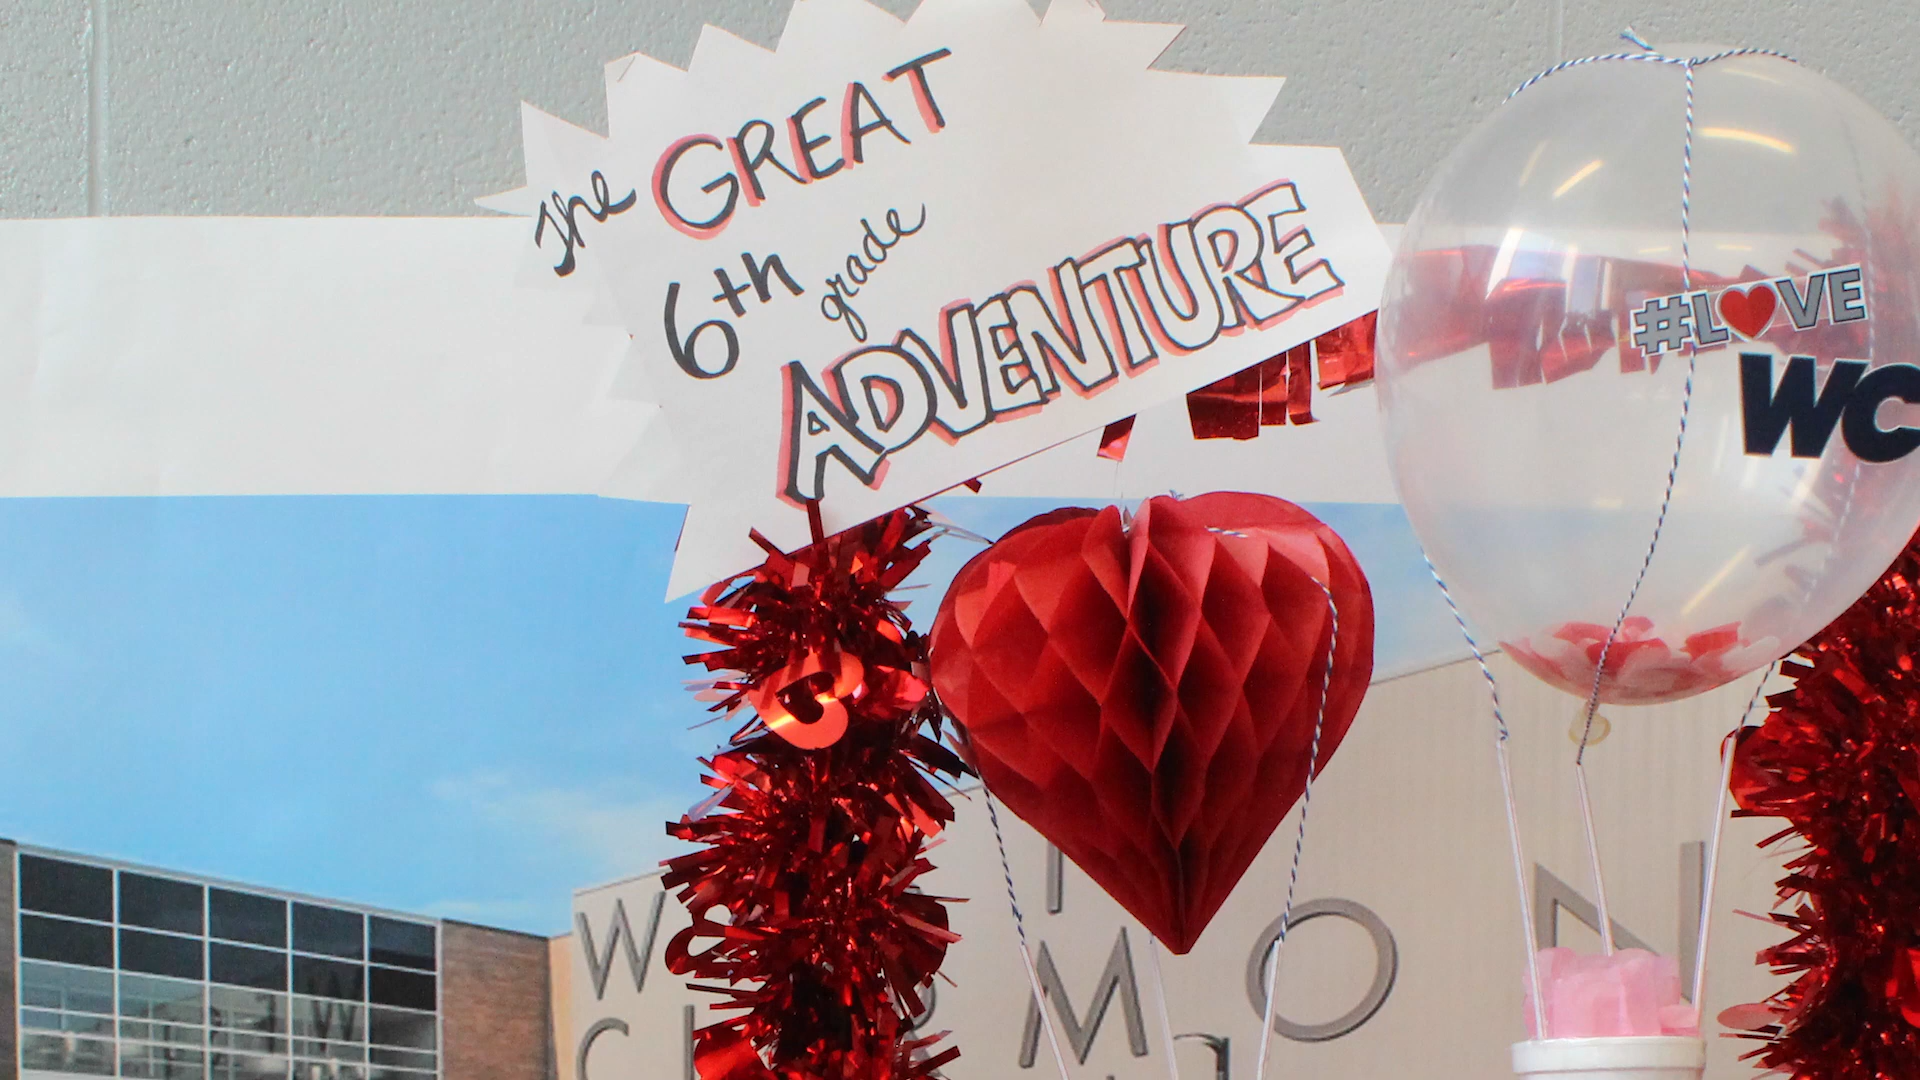 The GREAT
6th grade
ADVENTURE
#LOVE
WC